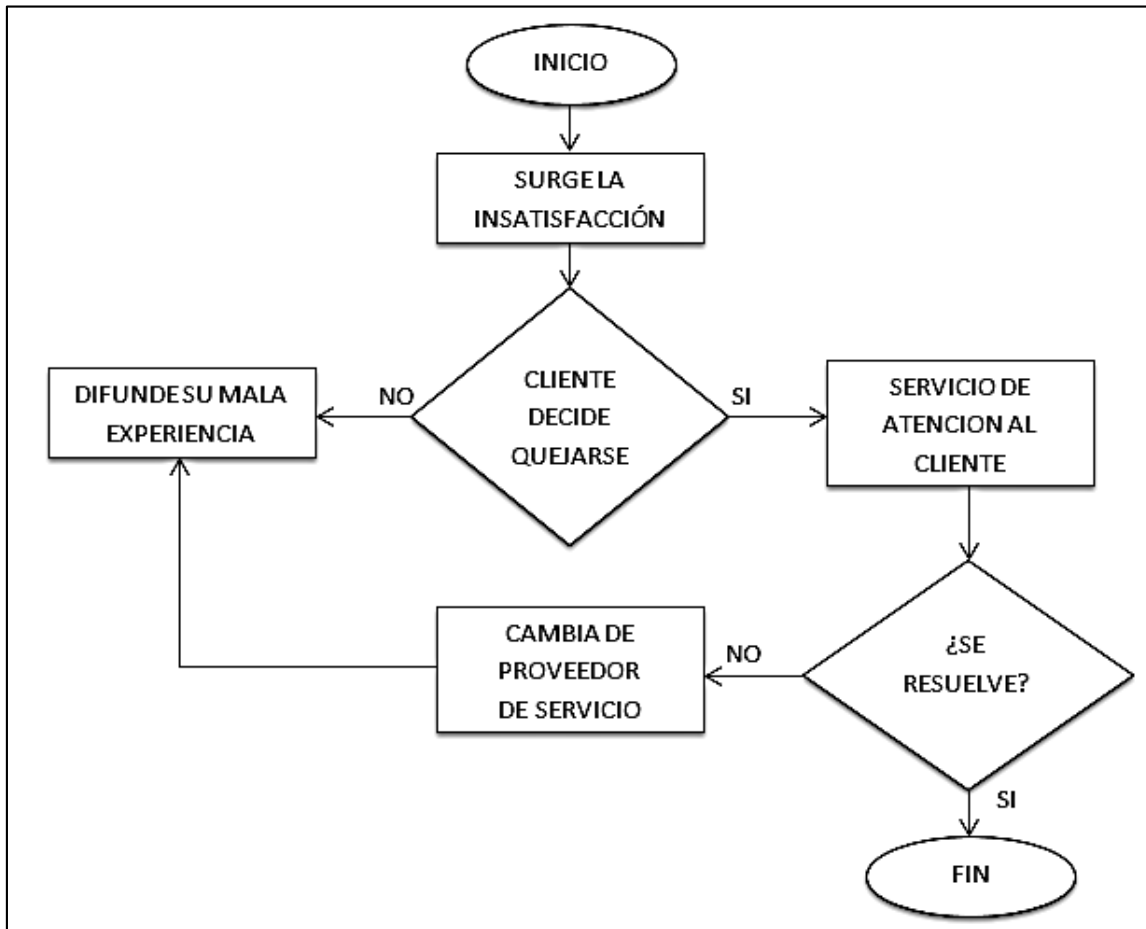 INICIO
SURGE LA
INSATISFACCIÓN
CLIENTE
DECIDE
QUEJARSE
NO
DIFUNDE SU MALA
EXPERIENCIA
SI
SERVICIO DE
ATENCION AL
CLIENTE
¿SE
RESUELVE?
NO
CAMBIA DE
PROVEEDOR
DE SERVICIO
SI
FIN